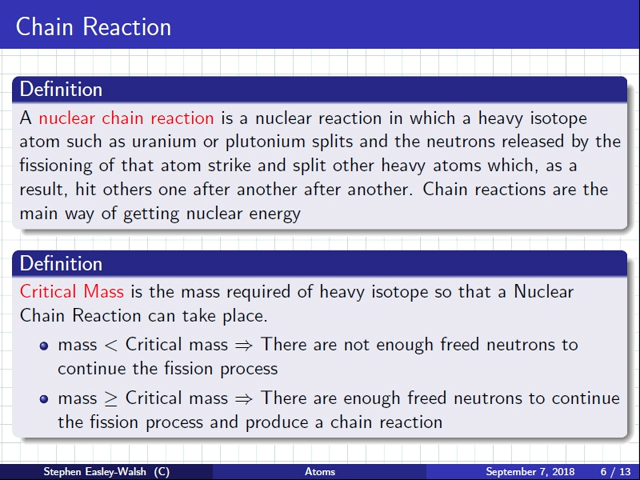 Chain Reaction
Definition
A nuclear chain reaction is a nuclear reaction in which a heavy isotope
atom such as uranium or plutonium splits and the neutrons released by the
fissioning of that atom strike and split other heavy atoms which, as a
result, hit others one after another after another. Chain reactions are the
main way of getting nuclear energy
Definition
Critical Mass is the mass required of heavy isotope so that a Nuclear
Chain Reaction can take place.
mass < Critical mass ⇒ There are not enough freed neutrons to
continue the fission process
mass ≥ Critical mass ⇒ There are enough freed neutrons to continue
the fission process and produce a chain reaction
Stephen Easley-Walsh (C) Atoms September 7, 2018 6 / 13